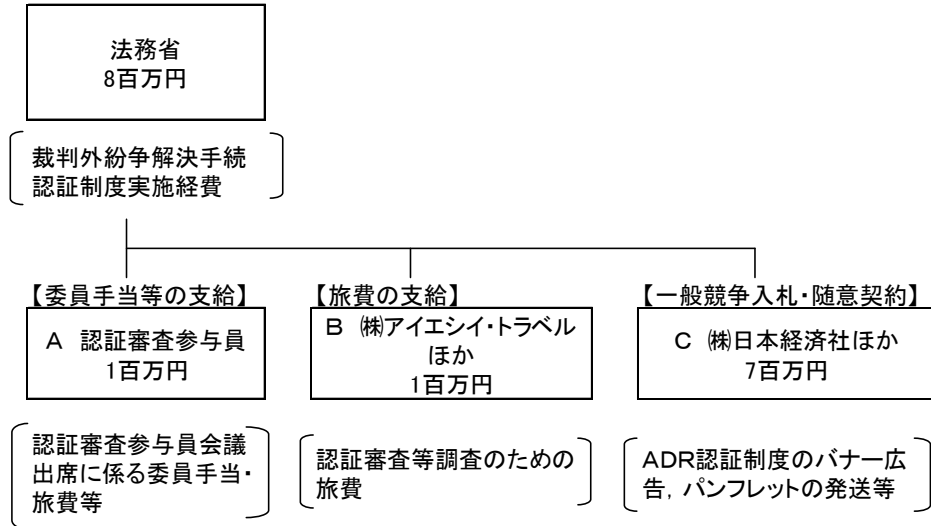 法務省
8百万円
裁判外紛争解決手続
認証制度実施経費
【委員手当等の支給】
A 認証審査参与員
1百万円
認証審査参与員会議
出席に係る委員手当・
旅費等
【旅費の支給】
B ㈱アイエシイ・トラベル
ほか
1百万円
認証審査等調査のための
旅費
【一般競争入札・随意契約】
C ㈱日本経済社ほか
7百万円
ADR認証制度のバナー広
告，パンフレットの発送等